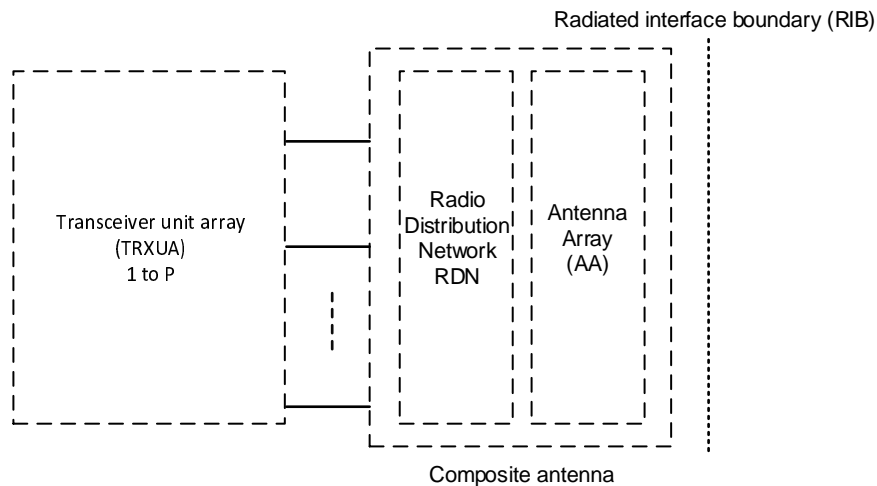 Radiated interface boundary (RIB)
Transceiver unit array
(TRXUA)
1 to P
Radio
Distribution
Network
RDN
Antenna
Array
(AA)
Composite antenna